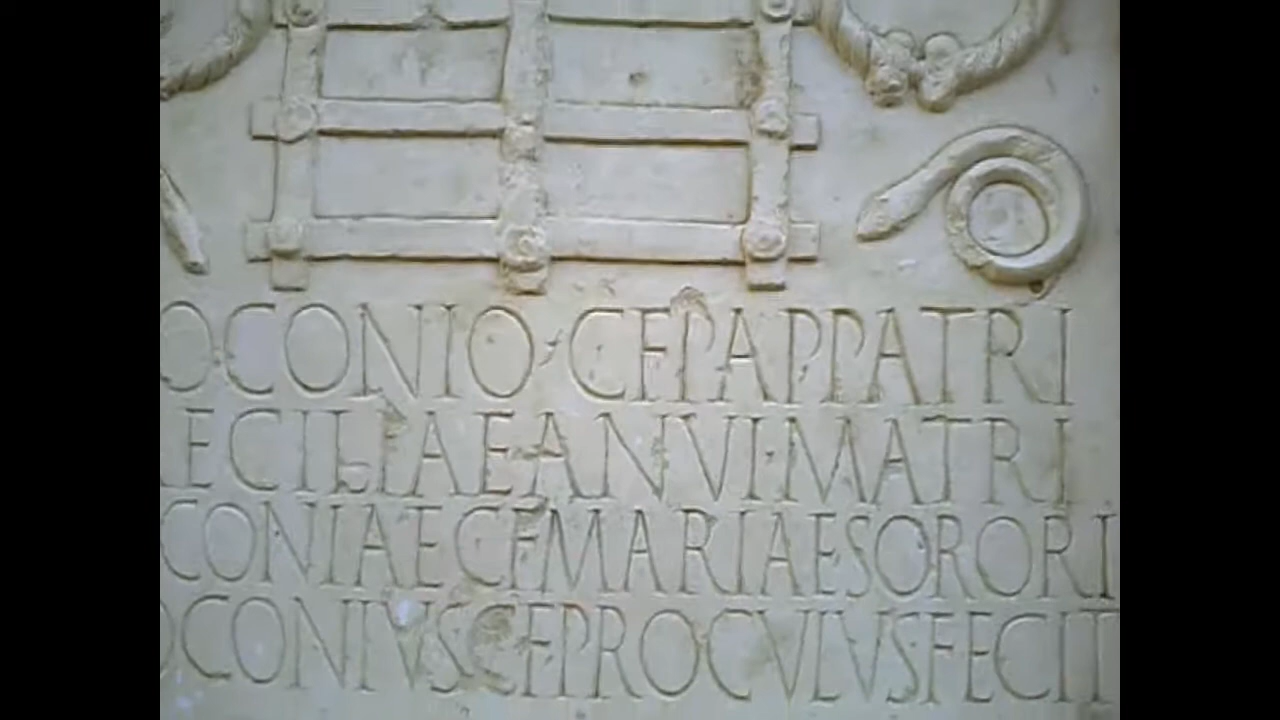 OCONIO · C F PAP PATRI
ECILIAE A N VI · MATRI
CONIAE C F MARIAE SORORI
OCONIVS C F PROCVLVS FECIT